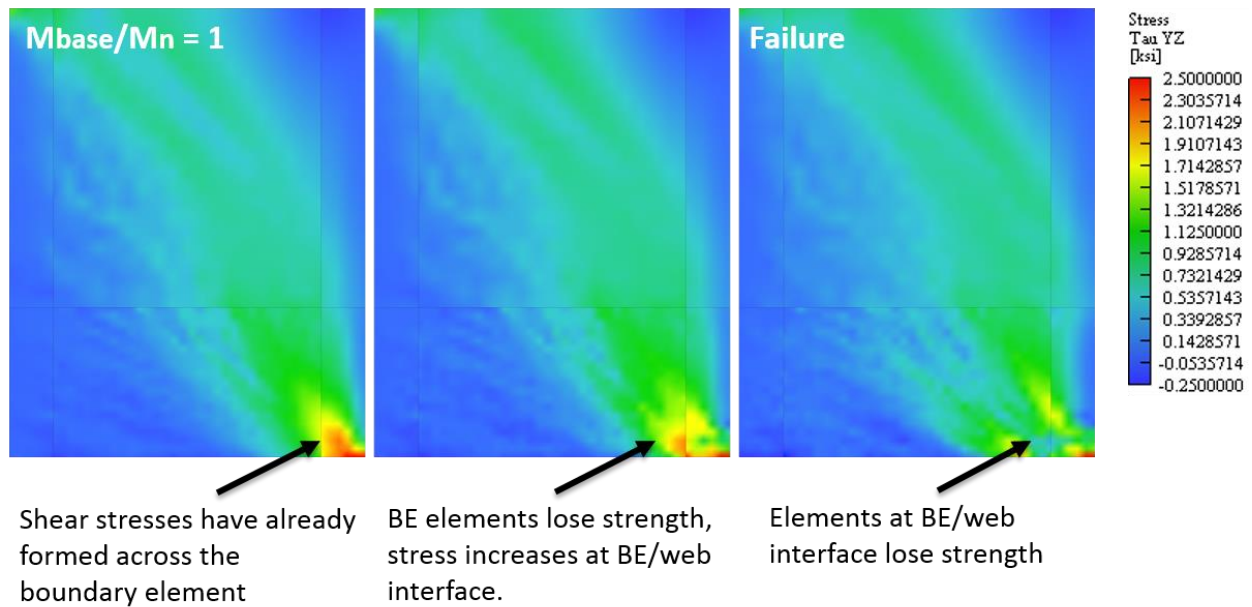 Mbase/Mn = 1
Failure
Stress
Tau YZ
[ksi]
2.5000000
2.3035714
2.1071429
1.9107143
1.7142857
1.5178571
1.3214286
1.1250000
0.9285714
0.7321429
0.5357143
0.3392857
0.1428571
-0.0535714
-0.2500000
Shear stresses have already
formed across the
boundary element
BE elements lose strength,
stress increases at BE/web
interface.
Elements at BE/web
interface lose strength